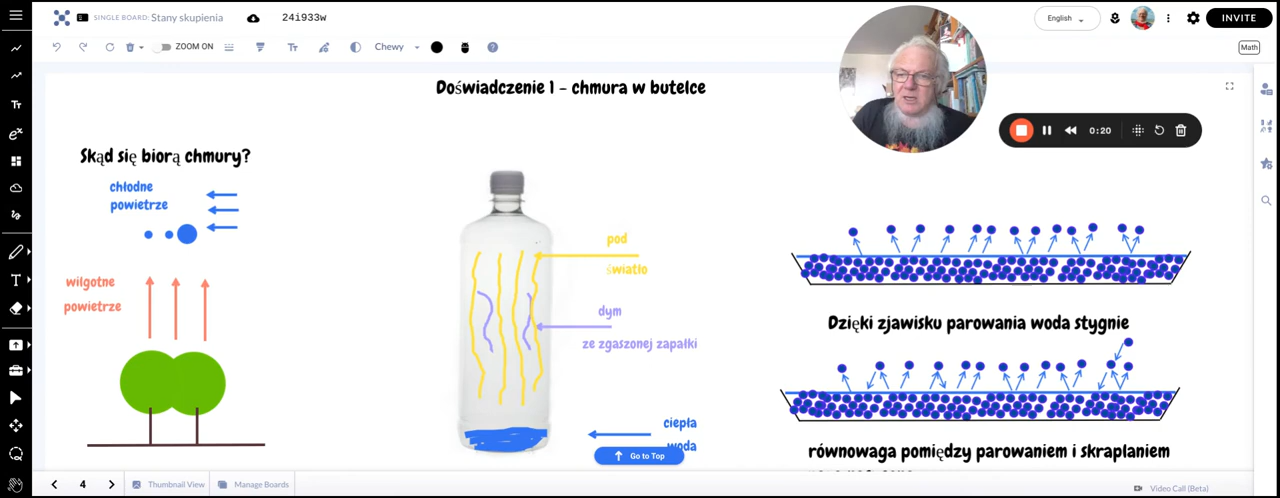 SINGLE BOARD: Stany skupienia
24i933w
English
INVITE
ZOOM ON
Chewy
Math
Doświadczenie 1 - chmura w butelce
0:20
Skąd się biorą chmury?
chłodne
powietrze
wilgotne
powietrze
pod
światło
dym
ze zgaszonej zapałki
ciepła
woda
Go to Top
Dzięki zjawisku parowania woda stygnie
równowaga pomiędzy parowaniem i skraplaniem
4
Thumbnail View
Manage Boards
Video Call (Beta)